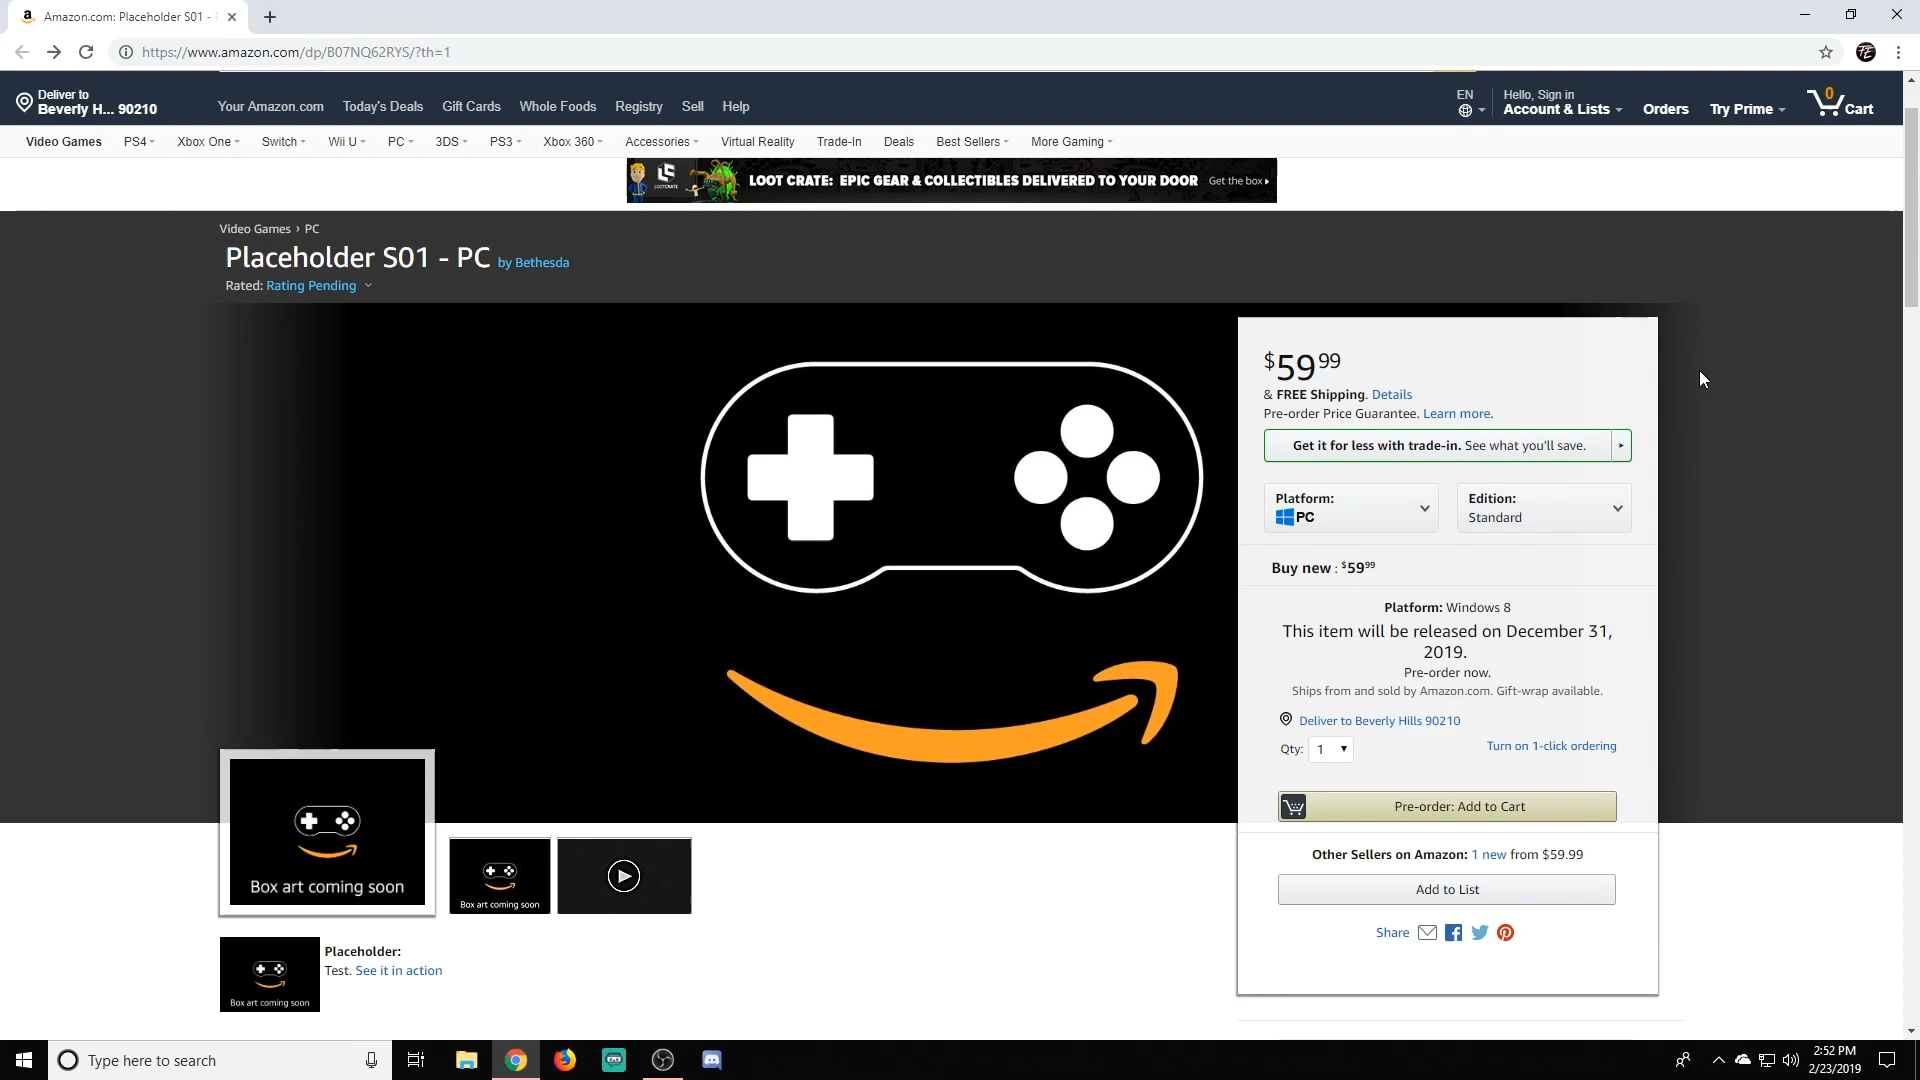 Amazon.com: Placeholder S01 -
https://www.amazon.com/dp/B07NQ62RYS/?th=1
Deliver to
Beverly H... 90210
Your Amazon.com Today's Deals Gift Cards Whole Foods Registry Sell Help
EN
Hello, Sign in
Account & Lists
Orders
Try Prime
0
Cart
Video Games PS4 Xbox One Switch Wii U PC 3DS PS3 Xbox 360 Accessories Virtual Reality Trade-In Deals Best Sellers More Gaming
LOOTCRATE
LOOT CRATE: EPIC GEAR & COLLECTIBLES DELIVERED TO YOUR DOOR Get the box
Video Games › PC
Placeholder S01 - PC by Bethesda
Rated: Rating Pending
$59 99
& FREE Shipping. Details
Pre-order Price Guarantee. Learn more.
Get it for less with trade-in. See what you'll save.
Platform:
PC
Edition:
Standard
Buy new : $59 99
Platform: Windows 8
This item will be released on December 31,
2019.
Pre-order now.
Ships from and sold by Amazon.com. Gift-wrap available.
Deliver to Beverly Hills 90210
Qty: 1
Turn on 1-click ordering
Pre-order: Add to Cart
Other Sellers on Amazon: 1 new from $59.99
Add to List
Share
Box art coming soon
Box art coming soon
Box art coming soon
Placeholder:
Test. See it in action
Type here to search
2:52 PM
2/23/2019